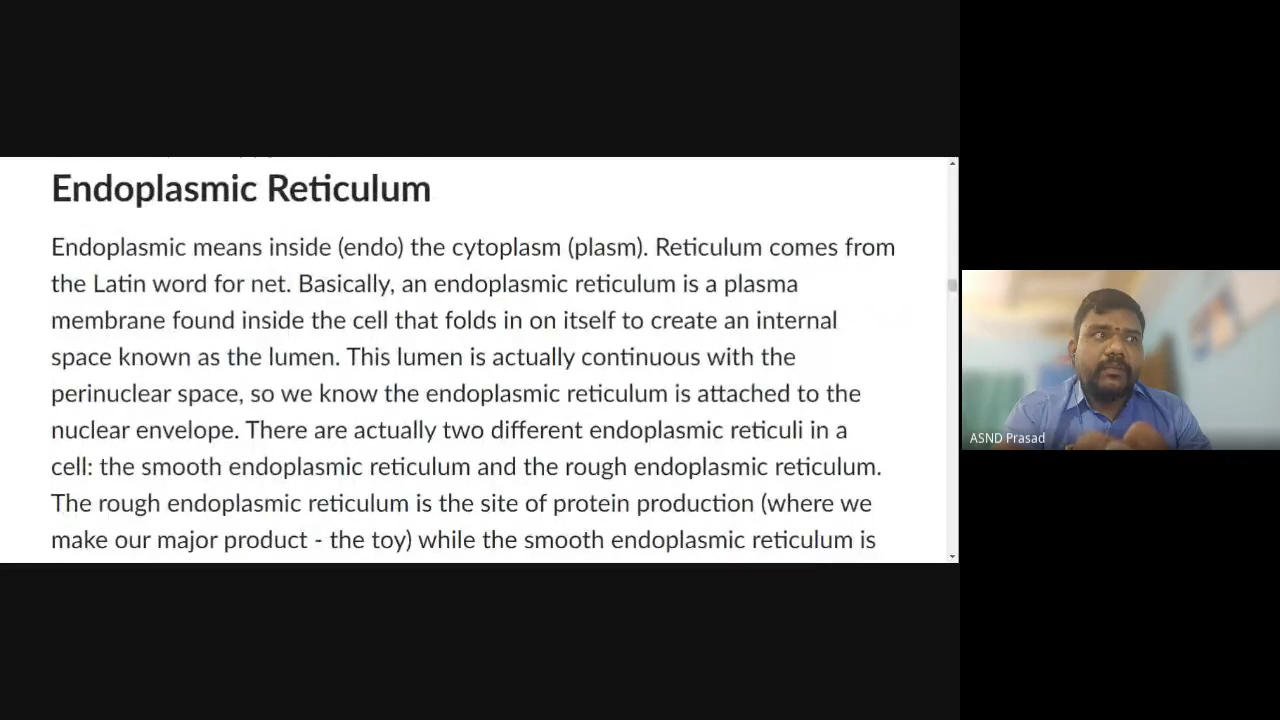 Endoplasmic Reticulum
Endoplasmic means inside (endo) the cytoplasm (plasm). Reticulum comes from
the Latin word for net. Basically, an endoplasmic reticulum is a plasma
membrane found inside the cell that folds in on itself to create an internal
space known as the lumen. This lumen is actually continuous with the
perinuclear space, so we know the endoplasmic reticulum is attached to the
nuclear envelope. There are actually two different endoplasmic reticuli in a
cell: the smooth endoplasmic reticulum and the rough endoplasmic reticulum.
The rough endoplasmic reticulum is the site of protein production (where we
make our major product - the toy) while the smooth endoplasmic reticulum is
ASND Prasad